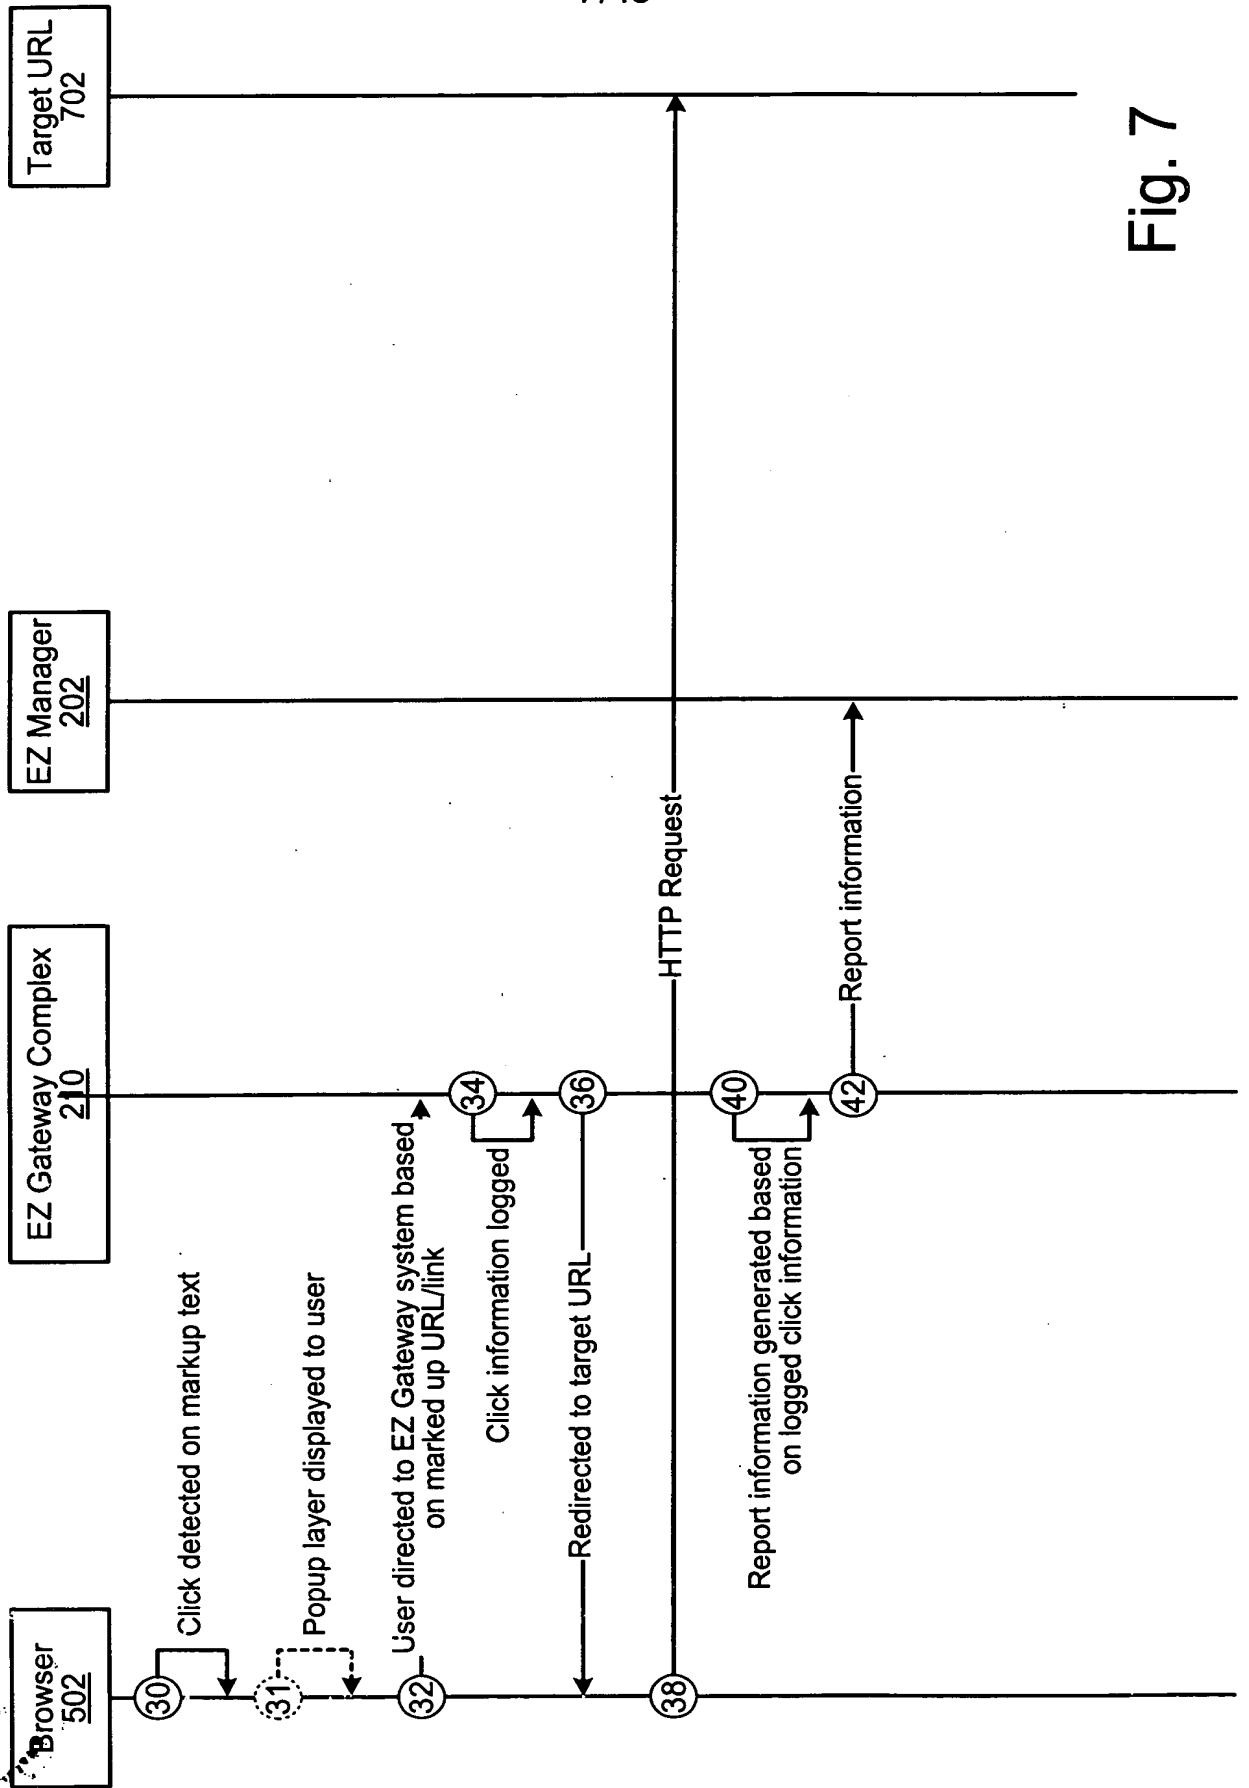 Browser
502
EZ Gateway Complex
210
EZ Manager
202
Target URL
702
30
Click detected on markup text
31
Popup layer displayed to user
32
User directed to EZ Gateway system based
on marked up URL/link
34
Click information logged
36
Redirected to target URL
38
HTTP Request
40
Report information generated based
on logged click information
42
Report information
Fig. 7